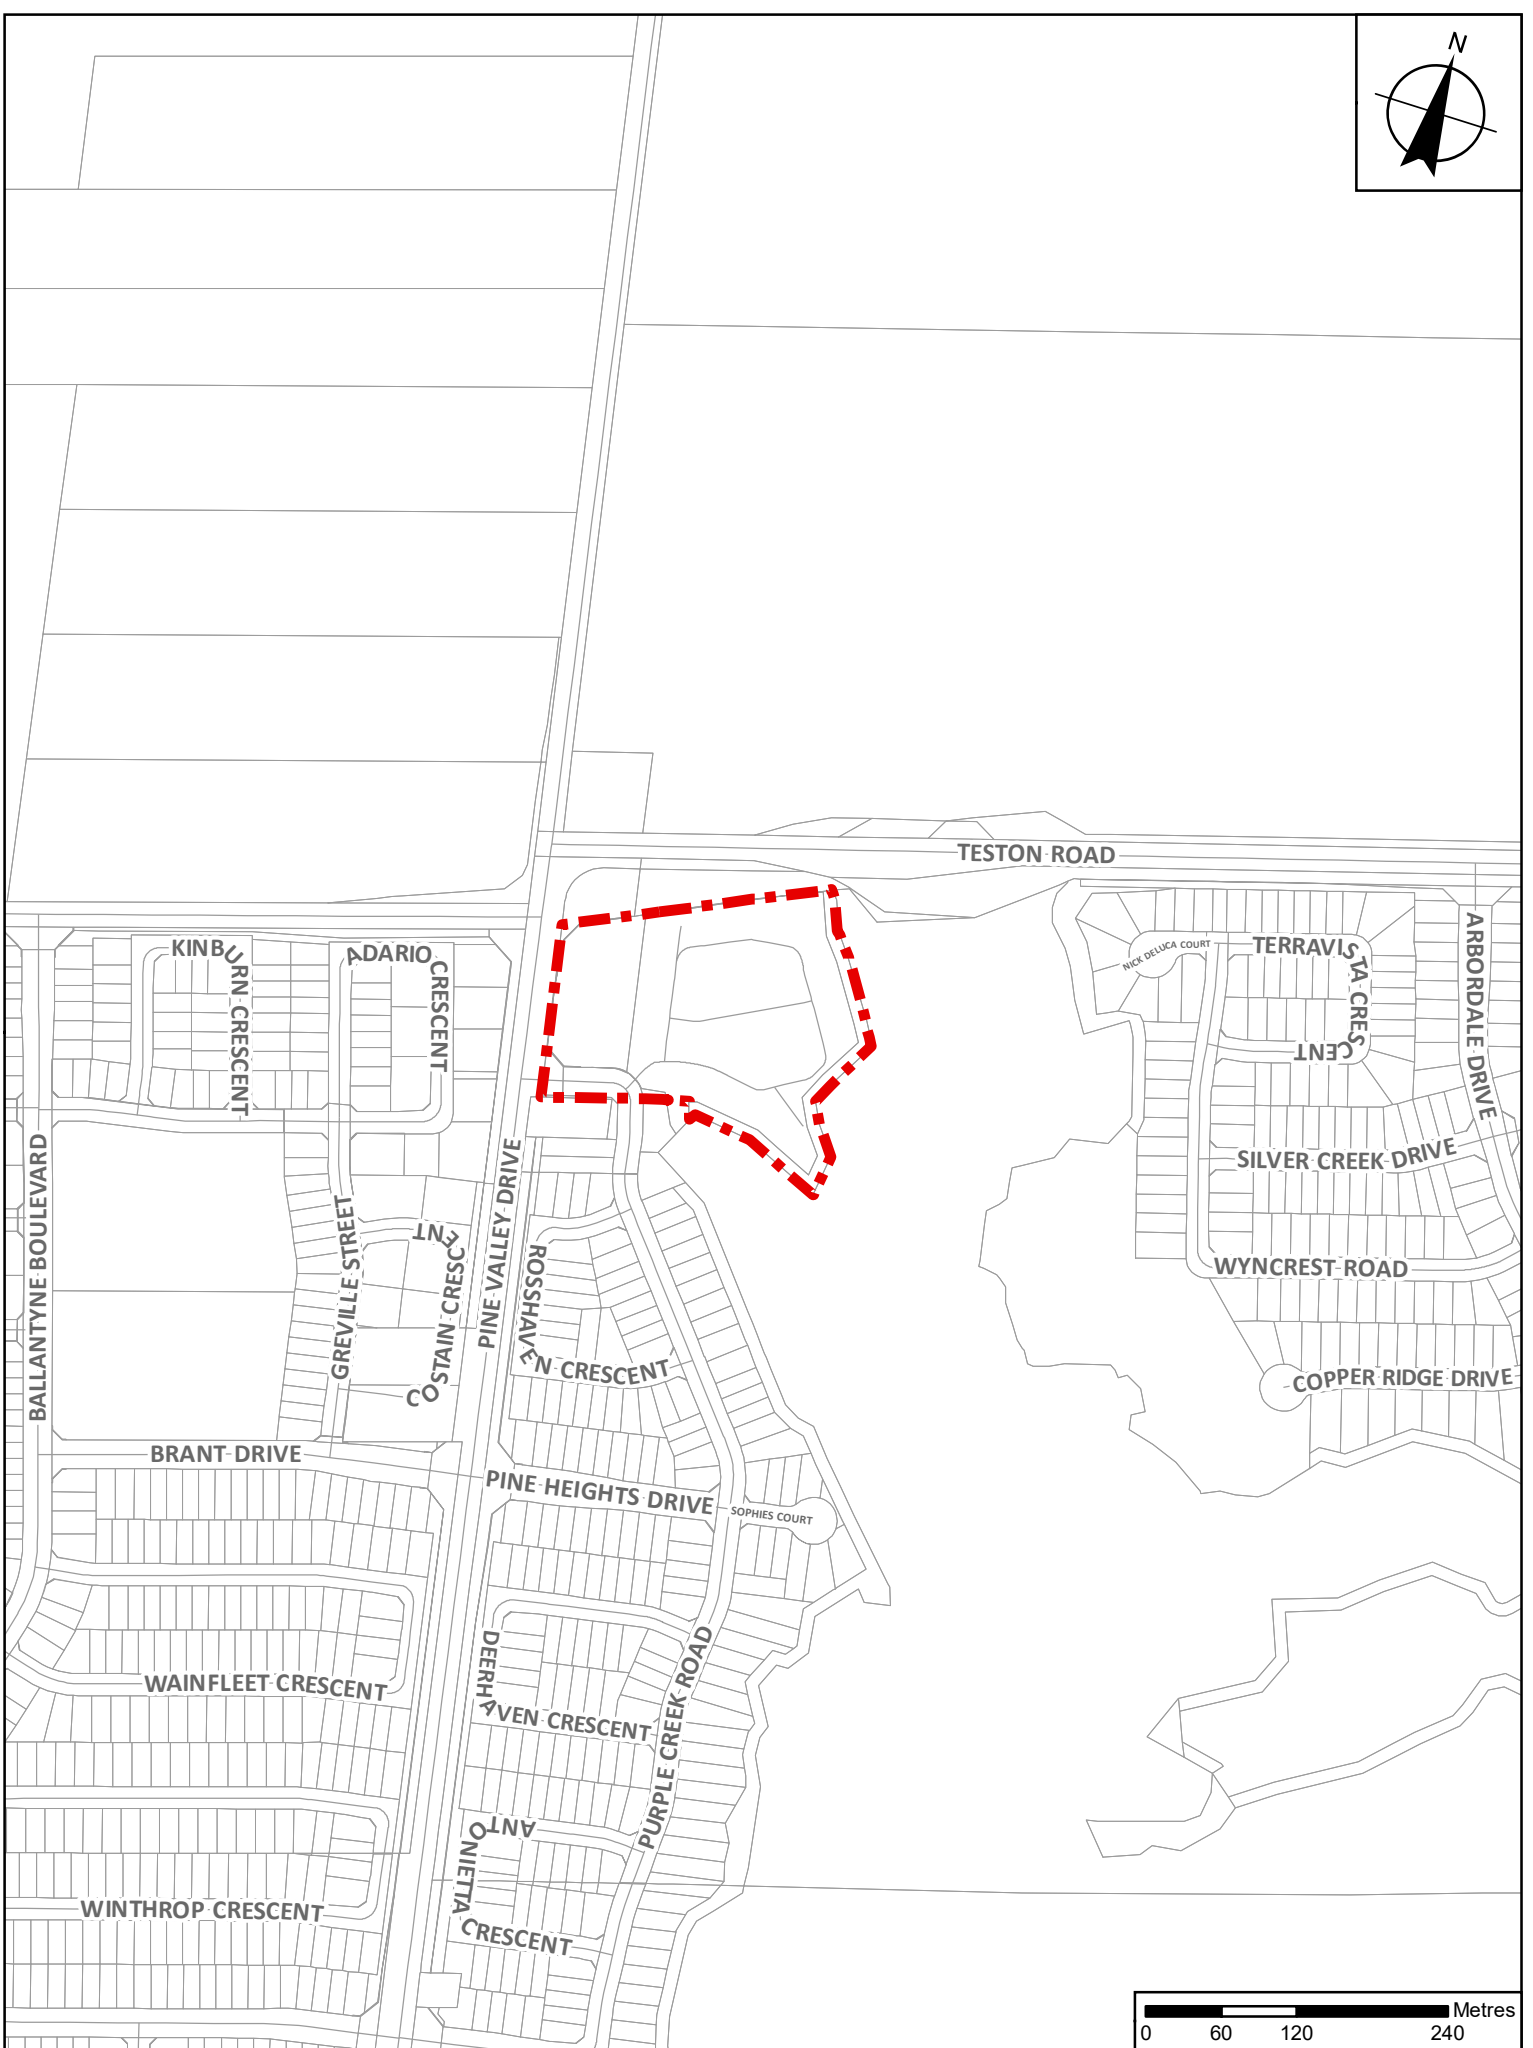 N
TESTON ROAD
KINBURN CRESCENT
ADARIO CRESCENT
NICK DELUCA COURT
TERRAVISTA CRESCENT
ARBORDALE DRIVE
BALLANTYNE BOULEVARD
GREVILLE STREET
COSTAIN CRESCENT
PINE VALLEY DRIVE
ROSSHAVEN CRESCENT
SILVER CREEK DRIVE
WYNCREST ROAD
COPPER RIDGE DRIVE
BRANT DRIVE
PINE HEIGHTS DRIVE
SOPHIES COURT
WAINFLEET CRESCENT
DEERHAVEN CRESCENT
PURPLE CREEK ROAD
ANTONIETTA CRESCENT
WINTHROP CRESCENT
Metres
0 60 120 240